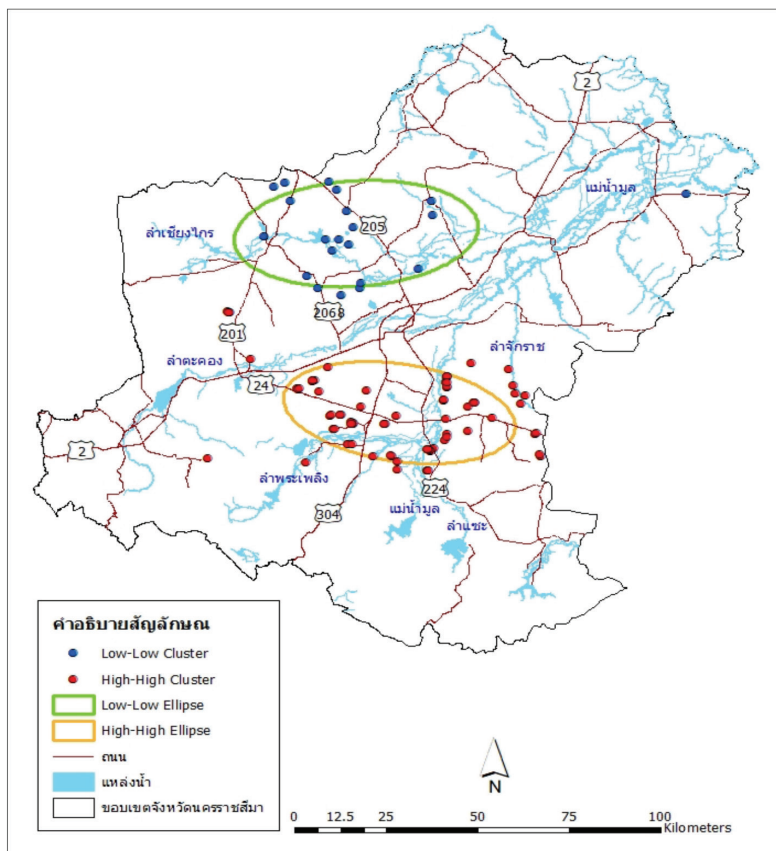 2
แม่น้ำมูล
205
ลำเชียงไกร
2068
ลำจักราช
201
ลำตะคอง
24
2
ลำพระเพลิง
224
304
แม่น้ำมูล
ลำแซะ
คำอธิบายสัญลักษณ์
Low-Low Cluster
High-High Cluster
Low-Low Ellipse
High-High Ellipse
ถนน
แหล่งน้ำ
ขอบเขตจังหวัดนครราชสีมา
N
0 12.5 25 50 75 100
Kilometers